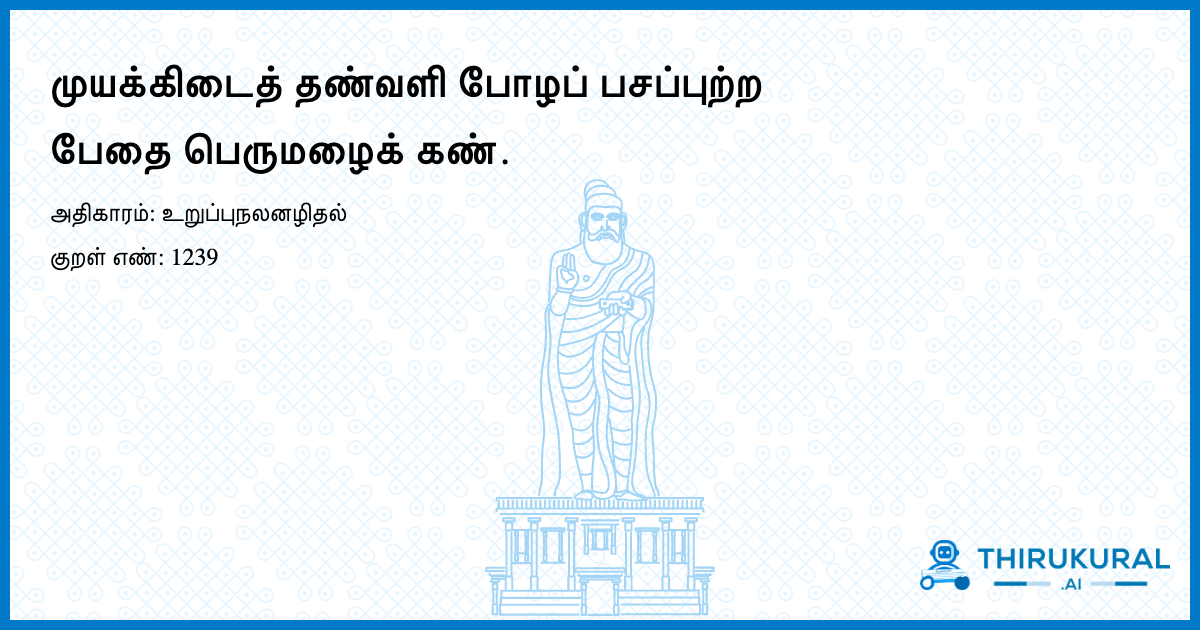 முயக்கிடைத் தண்வளி போழப் பசப்புற்ற
பேதை பெருமழைக் கண்.
அதிகாரம்: உறுப்புநலனழிதல்
குறள் எண்: 1239
THIRUKURAL
.AI